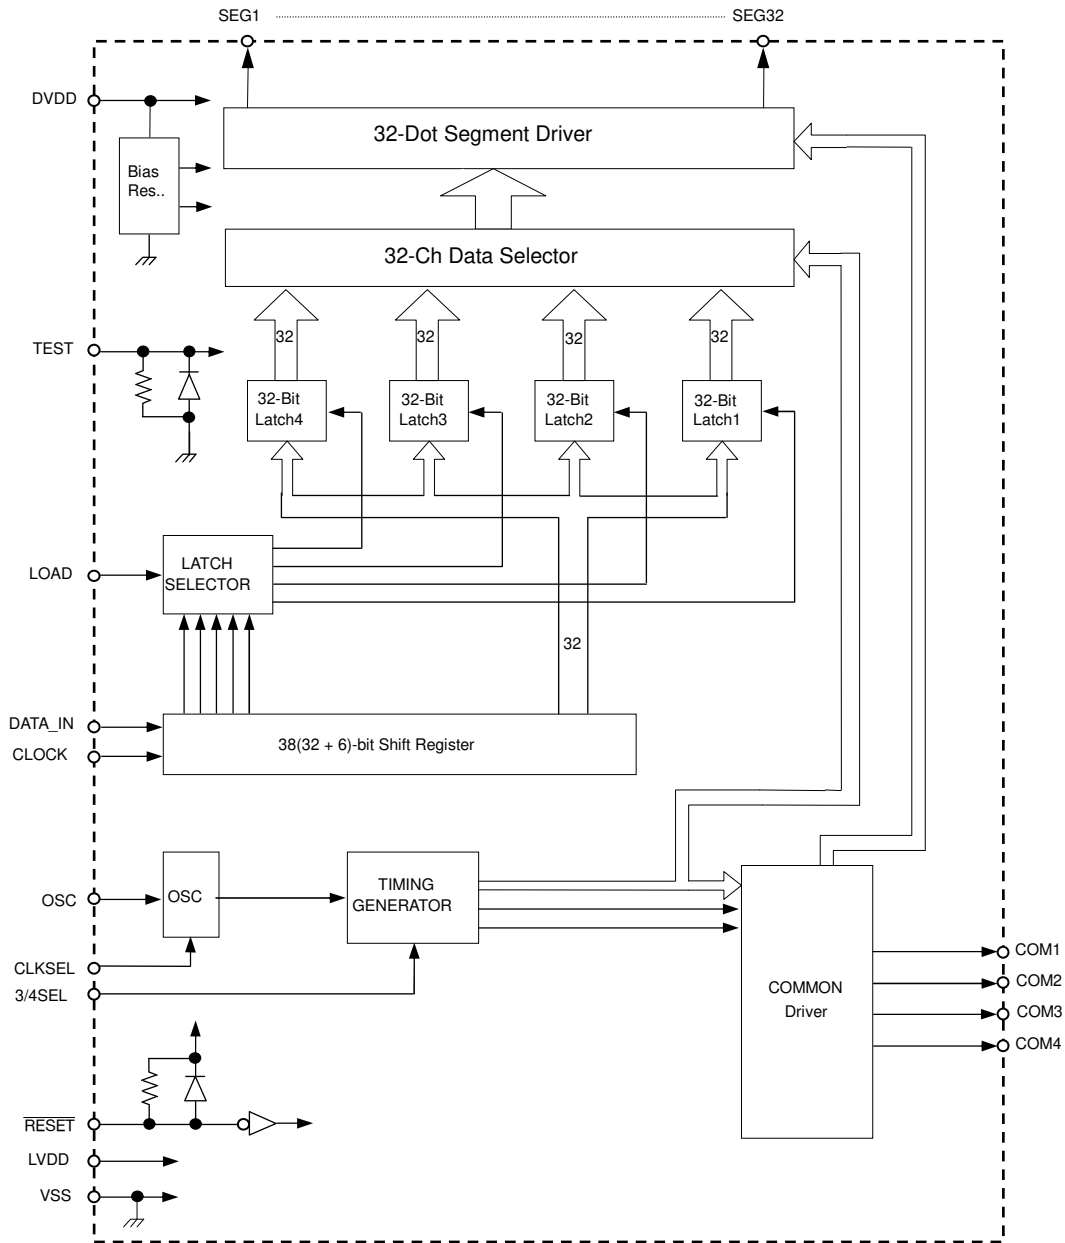 SEG1 SEG32
DVDD
32-Dot Segment Driver
Bias
Res..
32-Ch Data Selector
TEST
32 32 32 32
32-Bit
Latch4
32-Bit
Latch3
32-Bit
Latch2
32-Bit
Latch1
LOAD
LATCH
SELECTOR
32
DATA_IN
CLOCK
38(32 + 6)-bit Shift Register
OSC
OSC
TIMING
GENERATOR
CLKSEL
3/4SEL
COMMON
Driver
COM1
COM2
COM3
COM4
RESET
LVDD
VSS